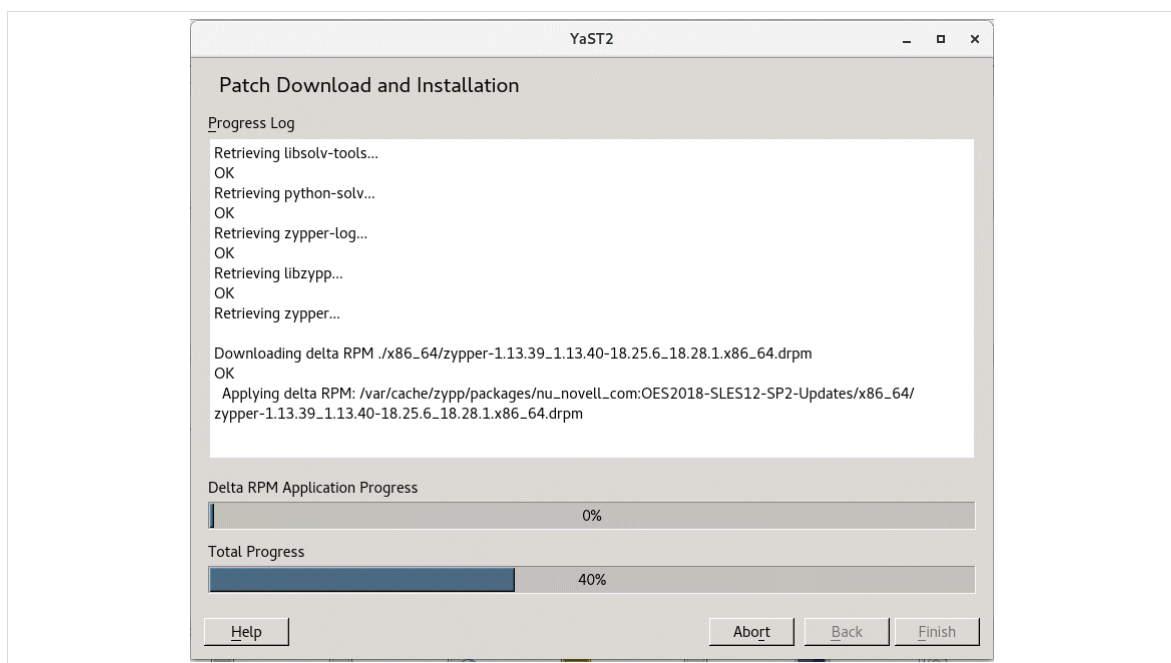 YaST2
Patch Download and Installation
Progress Log
Retrieving libsolv-tools...
OK
Retrieving python-solv...
OK
Retrieving zypper-log...
OK
Retrieving libzypp...
OK
Retrieving zypper...
Downloading delta RPM ./x86_64/zypper-1.13.39_1.13.40-18.25.6_18.28.1.x86_64.drpm
OK
Applying delta RPM: /var/cache/zypp/packages/nu_novell_com:OES2018-SLES12-SP2-Updates/x86_64/
zypper-1.13.39_1.13.40-18.25.6_18.28.1.x86_64.drpm
Delta RPM Application Progress
0%
Total Progress
40%
Help Abort Back Finish